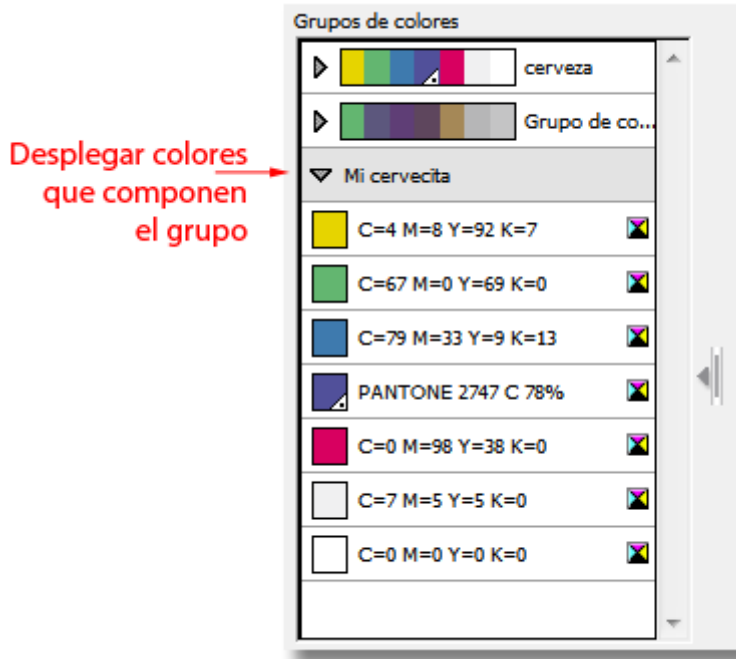 Grupos de colores
cerveza
Grupo de co...
Desplegar colores
que componen
el grupo
Mi cervecita
C=4 M=8 Y=92 K=7
C=67 M=0 Y=69 K=0
C=79 M=33 Y=9 K=13
PANTONE 2747 C 78%
C=0 M=98 Y=38 K=0
C=7 M=5 Y=5 K=0
C=0 M=0 Y=0 K=0